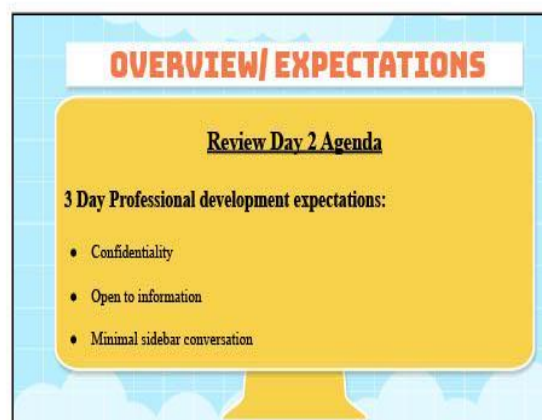 OVERVIEW/ EXPECTATIONS
Review Day 2 Agenda
3 Day Professional development expectations:
● Confidentiality
● Open to information
● Minimal sidebar conversation